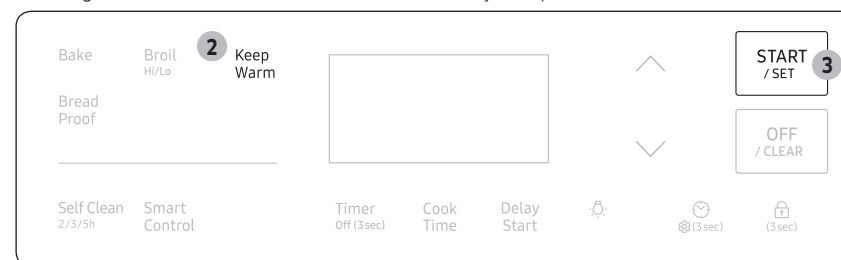 Bake
Broil
Hi/Lo
2
Keep
Warm
START
/ SET
3
Bread
Proof
OFF
/ CLEAR
Self Clean
2/3/5h
Smart
Control
Timer
Off (3 sec)
Cook
Time
Delay
Start
(3 sec)
(3 sec)